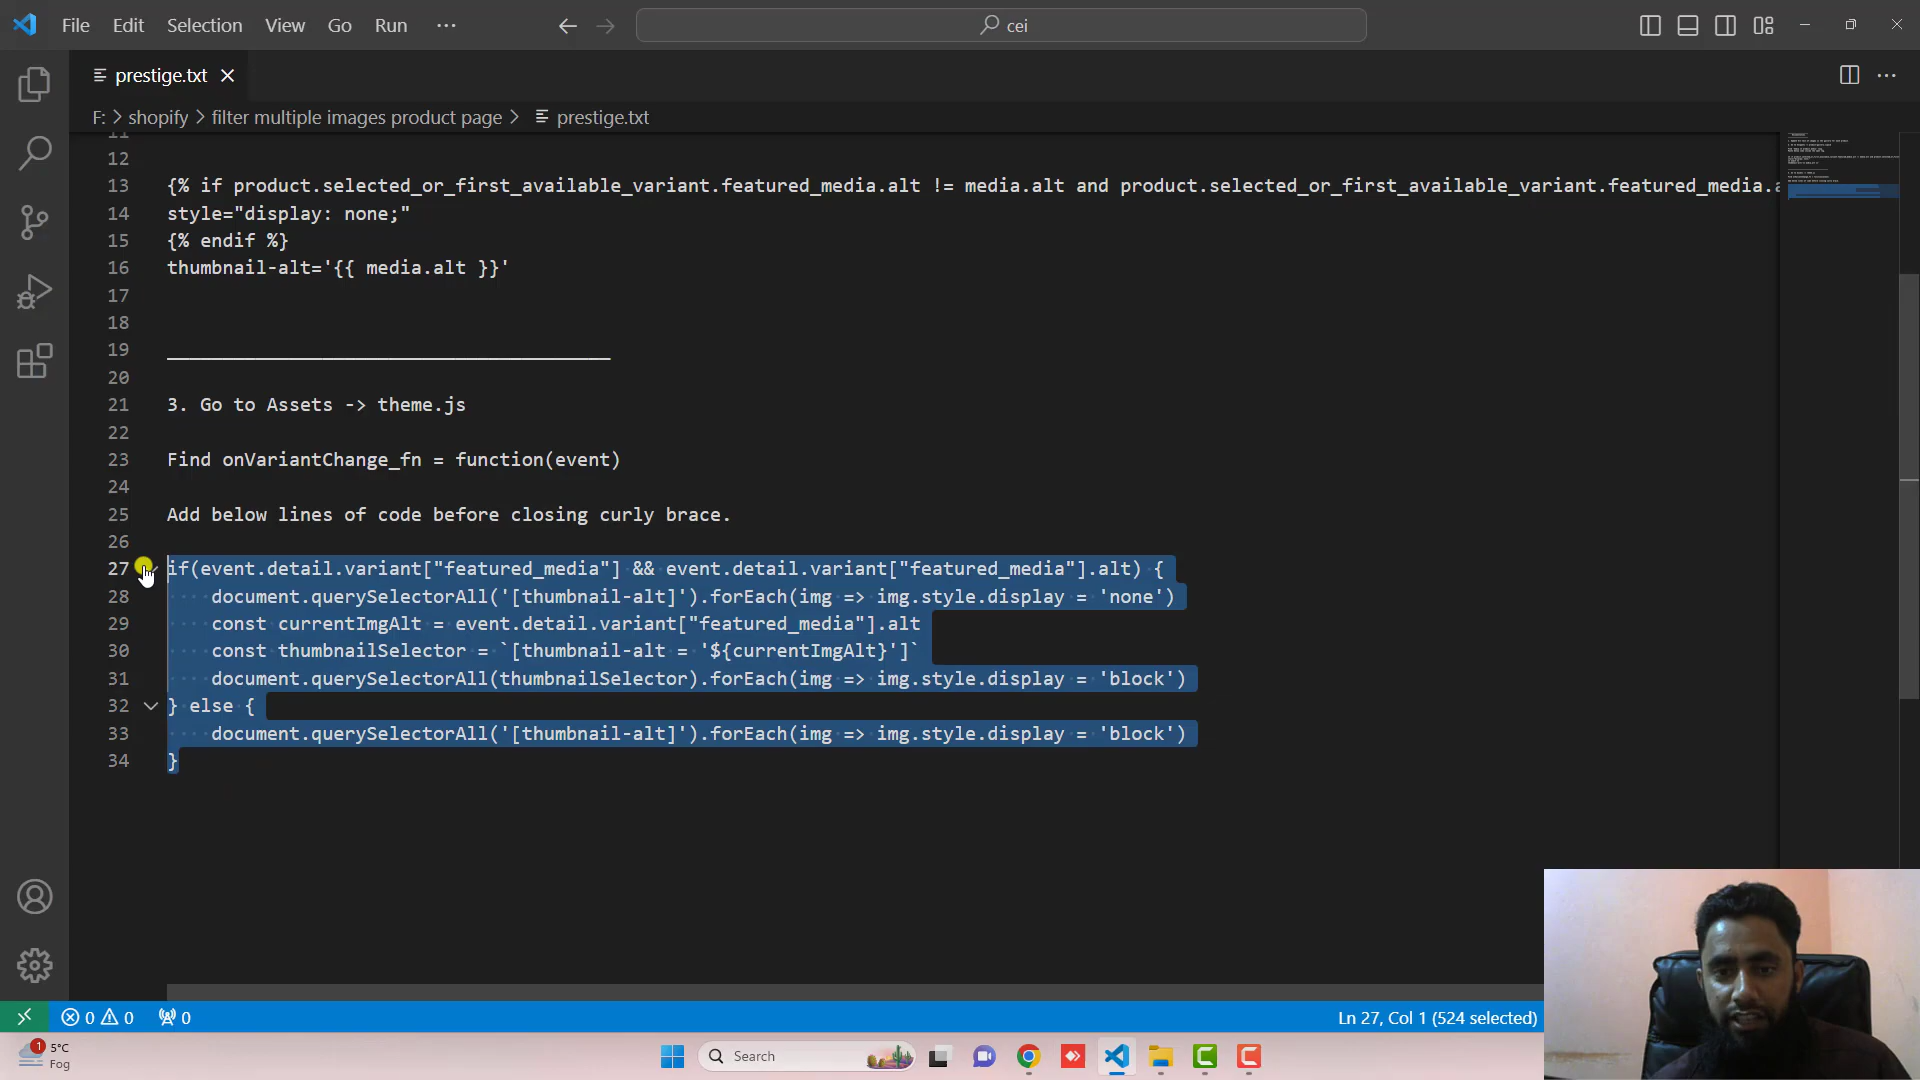 File Edit Selection View Go Run ···
cei
prestige.txt
F: > shopify > filter multiple images product page > prestige.txt
11
12
13 {% if product.selected_or_first_available_variant.featured_media.alt != media.alt and product.selected_or_first_available_variant.featured_media.a
14 style="display: none;"
15 {% endif %}
16 thumbnail-alt='{{ media.alt }}'
17
18
19 ________________________________________
20
21 3. Go to Assets -> theme.js
22
23 Find onVariantChange_fn = function(event)
24
25 Add below lines of code before closing curly brace.
26
27 if(event.detail.variant["featured_media"] && event.detail.variant["featured_media"].alt) {
28 document.querySelectorAll('[thumbnail-alt]').forEach(img => img.style.display = 'none')
29 const currentImgAlt = event.detail.variant["featured_media"].alt
30 const thumbnailSelector = `[thumbnail-alt = '${currentImgAlt}']`
31 document.querySelectorAll(thumbnailSelector).forEach(img => img.style.display = 'block')
32 } else {
33 document.querySelectorAll('[thumbnail-alt]').forEach(img => img.style.display = 'block')
34 }
0 0 0 Ln 27, Col 1 (524 selected)
1 5°C
Fog
Search